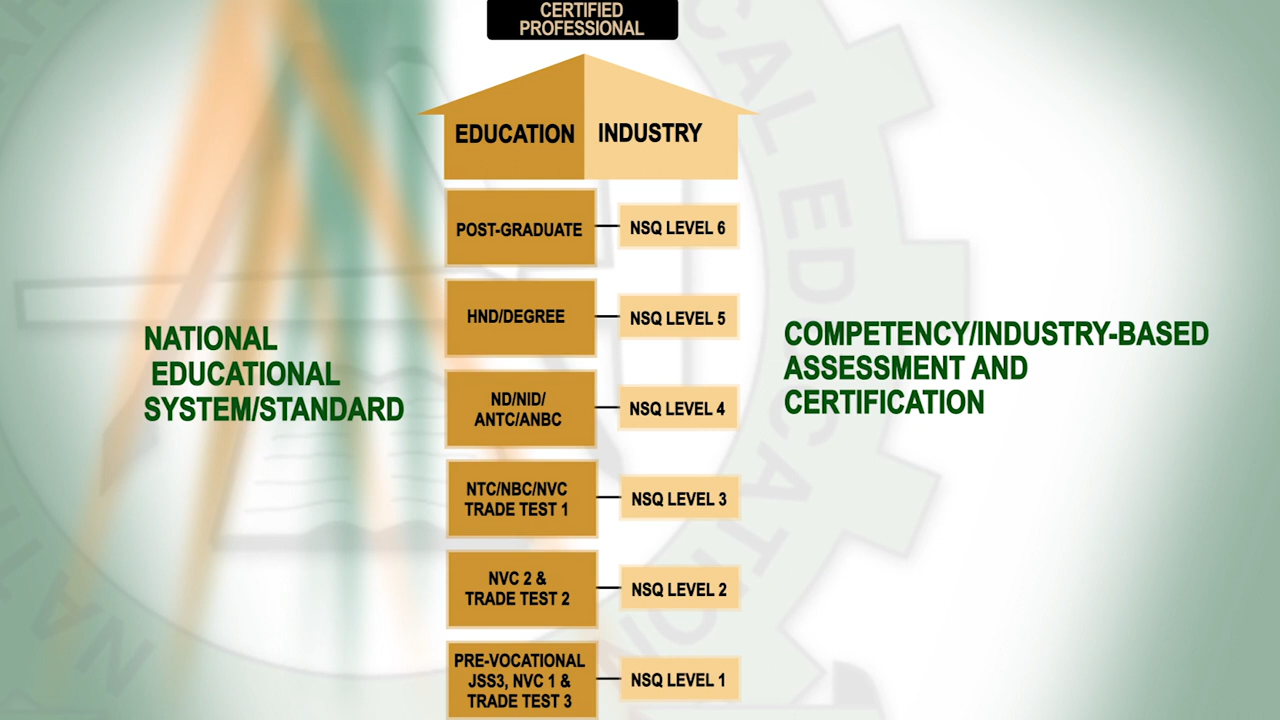 CERTIFIED
PROFESSIONAL
EDUCATION INDUSTRY
POST-GRADUATE NSQ LEVEL 6
HND/DEGREE NSQ LEVEL 5
NATIONAL
EDUCATIONAL
SYSTEM/STANDARD
COMPETENCY/INDUSTRY-BASED
ASSESSMENT AND
CERTIFICATION
ND/NID/
ANTC/ANBC
NSQ LEVEL 4
NTC/NBC/NVC
TRADE TEST 1
NSQ LEVEL 3
NVC 2 &
TRADE TEST 2
NSQ LEVEL 2
PRE-VOCATIONAL
JSS3, NVC 1 &
TRADE TEST 3
NSQ LEVEL 1